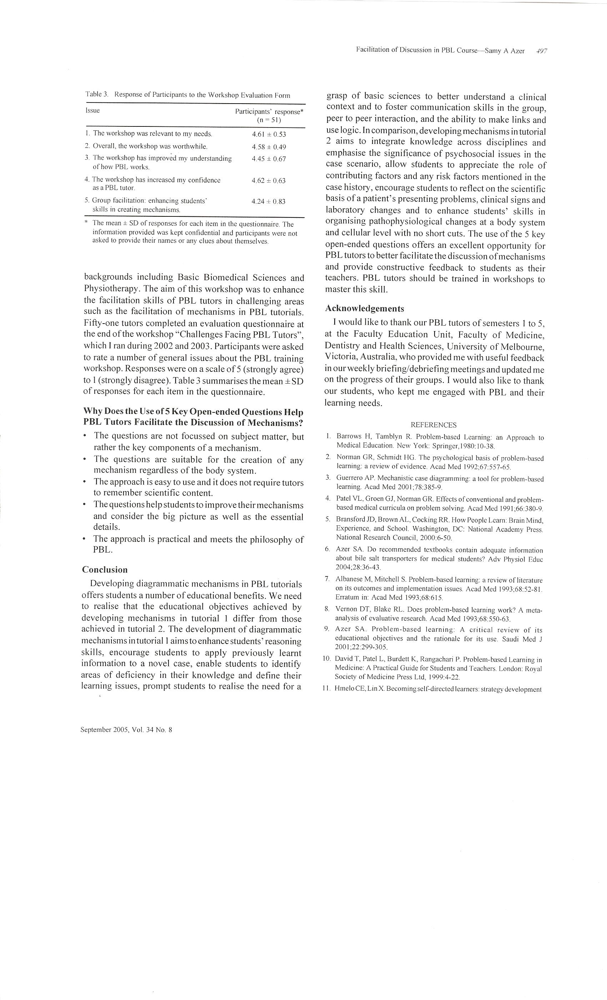 Facilitation of Discussion in PBL Course—Samy A Azer 497
Table 3. Response of Participants to the Workshop Evaluation Form
Issue Participants' response*
(n = 51)
1. The workshop was relevant to my needs. 4.61 ± 0.53
2. Overall, the workshop was worthwhile. 4.58 ± 0.49
3. The workshop has improved my understanding 4.45 ± 0.67
of how PBL works.
4. The workshop has increased my confidence 4.62 ± 0.63
as a PBL tutor.
5. Group facilitation: enhancing students' 4.24 ± 0.83
skills in creating mechanisms.
* The mean ± SD of responses for each item in the questionnaire. The
information provided was kept confidential and participants were not
asked to provide their names or any clues about themselves.
backgrounds including Basic Biomedical Sciences and
Physiotherapy. The aim of this workshop was to enhance
the facilitation skills of PBL tutors in challenging areas
such as the facilitation of mechanisms in PBL tutorials.
Fifty-one tutors completed an evaluation questionnaire at
the end of the workshop “Challenges Facing PBL Tutors”,
which I ran during 2002 and 2003. Participants were asked
to rate a number of general issues about the PBL training
workshop. Responses were on a scale of 5 (strongly agree)
to 1 (strongly disagree). Table 3 summarises the mean ±SD
of responses for each item in the questionnaire.
Why Does the Use of 5 Key Open-ended Questions Help
PBL Tutors Facilitate the Discussion of Mechanisms?
• The questions are not focussed on subject matter, but
rather the key components of a mechanism.
• The questions are suitable for the creation of any
mechanism regardless of the body system.
• The approach is easy to use and it does not require tutors
to remember scientific content.
• The questions help students to improve their mechanisms
and consider the big picture as well as the essential
details.
• The approach is practical and meets the philosophy of
PBL.
Conclusion
Developing diagrammatic mechanisms in PBL tutorials
offers students a number of educational benefits. We need
to realise that the educational objectives achieved by
developing mechanisms in tutorial 1 differ from those
achieved in tutorial 2. The development of diagrammatic
mechanisms in tutorial 1 aims to enhance students' reasoning
skills, encourage students to apply previously learnt
information to a novel case, enable students to identify
areas of deficiency in their knowledge and define their
learning issues, prompt students to realise the need for a
grasp of basic sciences to better understand a clinical
context and to foster communication skills in the group,
peer to peer interaction, and the ability to make links and
use logic. In comparison, developing mechanisms in tutorial
2 aims to integrate knowledge across disciplines and
emphasise the significance of psychosocial issues in the
case scenario, allow students to appreciate the role of
contributing factors and any risk factors mentioned in the
case history, encourage students to reflect on the scientific
basis of a patient's presenting problems, clinical signs and
laboratory changes and to enhance students' skills in
organising pathophysiological changes at a body system
and cellular level with no short cuts. The use of the 5 key
open-ended questions offers an excellent opportunity for
PBL tutors to better facilitate the discussion of mechanisms
and provide constructive feedback to students as their
teachers. PBL tutors should be trained in workshops to
master this skill.
Acknowledgements
I would like to thank our PBL tutors of semesters 1 to 5,
at the Faculty Education Unit, Faculty of Medicine,
Dentistry and Health Sciences, University of Melbourne,
Victoria, Australia, who provided me with useful feedback
in our weekly briefing/debriefing meetings and updated me
on the progress of their groups. I would also like to thank
our students, who kept me engaged with PBL and their
learning needs.
REFERENCES
1. Barrows H, Tamblyn R. Problem-based Learning: an Approach to
Medical Education. New York: Springer,1980:10-38.
2. Norman GR, Schmidt HG. The psychological basis of problem-based
learning: a review of evidence. Acad Med 1992;67:557-65.
3. Guerrero AP. Mechanistic case diagramming: a tool for problem-based
learning. Acad Med 2001;78:385-9.
4. Patel VL, Groen GJ, Norman GR. Effects of conventional and problem-
based medical curricula on problem solving. Acad Med 1991;66:380-9.
5. Bransford JD, Brown AL, Cocking RR. How People Learn: Brain Mind,
Experience, and School. Washington, DC: National Academy Press.
National Research Council, 2000:6-50.
6. Azer SA. Do recommended textbooks contain adequate information
about bile salt transporters for medical students? Adv Physiol Educ
2004;28:36-43.
7. Albanese M, Mitchell S. Problem-based learning: a review of literature
on its outcomes and implementation issues. Acad Med 1993;68:52-81.
Erratum in: Acad Med 1993;68:615.
8. Vernon DT, Blake RL. Does problem-based learning work? A meta-
analysis of evaluative research. Acad Med 1993;68:550-63.
9. Azer SA. Problem-based learning: A critical review of its
educational objectives and the rationale for its use. Saudi Med J
2001;22:299-305.
10. David T, Patel L, Burdett K, Rangachari P. Problem-based Learning in
Medicine: A Practical Guide for Students and Teachers. London: Royal
Society of Medicine Press Ltd, 1999:4-22.
11. Hmelo CE, Lin X. Becoming self-directed learners: strategy development
September 2005, Vol. 34 No. 8